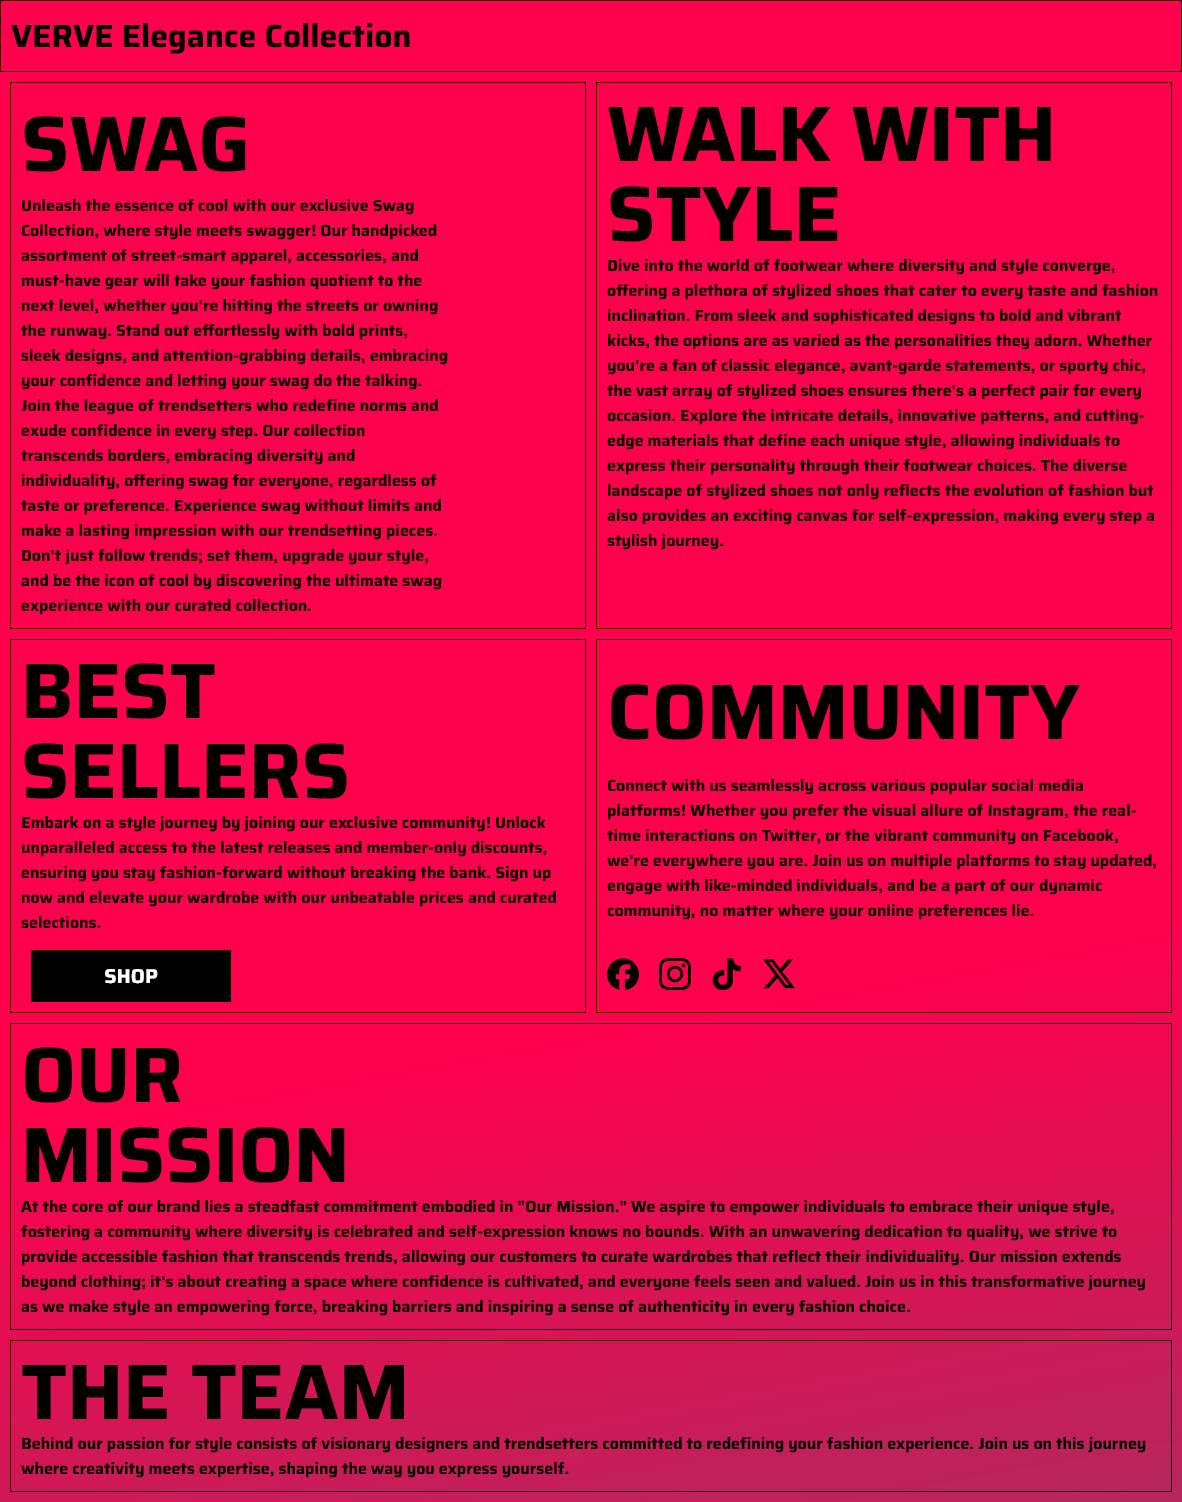 VERVE Elegance Collection
SWAG
Unleash the essence of cool with our exclusive Swag
Collection, where style meets swagger! Our handpicked
assortment of street-smart apparel, accessories, and
must-have gear will take your fashion quotient to the
next level, whether you're hitting the streets or owning
the runway. Stand out effortlessly with bold prints,
sleek designs, and attention-grabbing details, embracing
your confidence and letting your swag do the talking.
Join the league of trendsetters who redefine norms and
exude confidence in every step. Our collection
transcends borders, embracing diversity and
individuality, offering swag for everyone, regardless of
taste or preference. Experience swag without limits and
make a lasting impression with our trendsetting pieces.
Don't just follow trends; set them, upgrade your style,
and be the icon of cool by discovering the ultimate swag
experience with our curated collection.
WALK WITH
STYLE
Dive into the world of footwear where diversity and style converge,
offering a plethora of stylized shoes that cater to every taste and fashion
inclination. From sleek and sophisticated designs to bold and vibrant
kicks, the options are as varied as the personalities they adorn. Whether
you're a fan of classic elegance, avant-garde statements, or sporty chic,
the vast array of stylized shoes ensures there's a perfect pair for every
occasion. Explore the intricate details, innovative patterns, and cutting-
edge materials that define each unique style, allowing individuals to
express their personality through their footwear choices. The diverse
landscape of stylized shoes not only reflects the evolution of fashion but
also provides an exciting canvas for self-expression, making every step a
stylish journey.
BEST
SELLERS
Embark on a style journey by joining our exclusive community! Unlock
unparalleled access to the latest releases and member-only discounts,
ensuring you stay fashion-forward without breaking the bank. Sign up
now and elevate your wardrobe with our unbeatable prices and curated
selections.
SHOP
COMMUNITY
Connect with us seamlessly across various popular social media
platforms! Whether you prefer the visual allure of Instagram, the real-
time interactions on Twitter, or the vibrant community on Facebook,
we're everywhere you are. Join us on multiple platforms to stay updated,
engage with like-minded individuals, and be a part of our dynamic
community, no matter where your online preferences lie.
OUR
MISSION
At the core of our brand lies a steadfast commitment embodied in "Our Mission." We aspire to empower individuals to embrace their unique style,
fostering a community where diversity is celebrated and self-expression knows no bounds. With an unwavering dedication to quality, we strive to
provide accessible fashion that transcends trends, allowing our customers to curate wardrobes that reflect their individuality. Our mission extends
beyond clothing; it's about creating a space where confidence is cultivated, and everyone feels seen and valued. Join us in this transformative journey
as we make style an empowering force, breaking barriers and inspiring a sense of authenticity in every fashion choice.
THE TEAM
Behind our passion for style consists of visionary designers and trendsetters committed to redefining your fashion experience. Join us on this journey
where creativity meets expertise, shaping the way you express yourself.